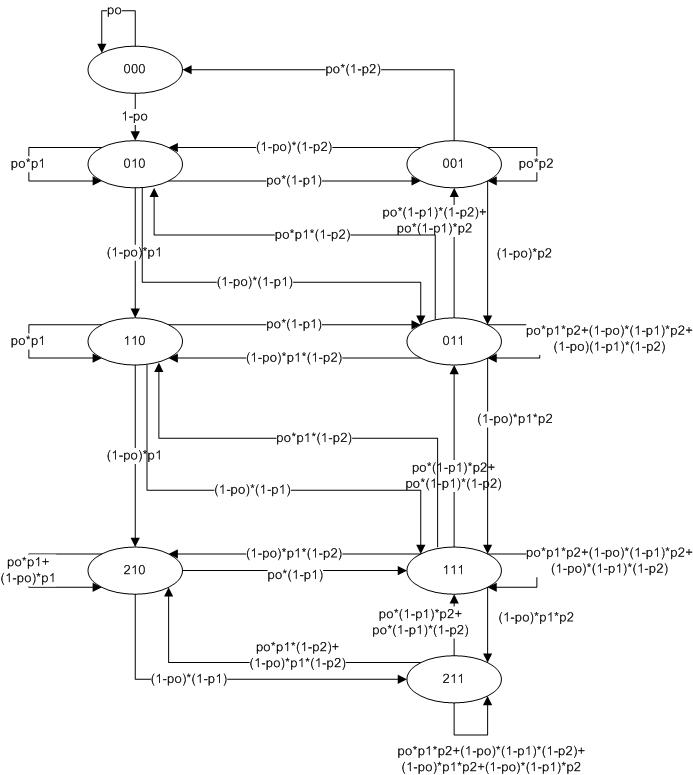 po
000
po*(1-p2)
1-po
po*p1
010
(1-po)*(1-p2)
001
po*p2
po*(1-p1)
po*(1-p1)*(1-p2)+
po*(1-p1)*p2
po*p1*(1-p2)
(1-po)*p1
(1-po)*p2
(1-po)*(1-p1)
po*p1
110
po*(1-p1)
011
po*p1*p2+(1-po)*(1-p1)*p2+
(1-po)(1-p1)*(1-p2)
(1-po)*p1*(1-p2)
(1-po)*p1*p2
po*p1*(1-p2)
(1-po)*p1
po*(1-p1)*p2+
po*(1-p1)*(1-p2)
(1-po)*(1-p1)
po*p1+
(1-po)*p1
210
(1-po)*p1*(1-p2)
po*(1-p1)
111
po*p1*p2+(1-po)*(1-p1)*p2+
(1-po)*(1-p1)*(1-p2)
po*(1-p1)*p2+
po*(1-p1)*(1-p2)
(1-po)*p1*p2
po*p1*(1-p2)+
(1-po)*p1*(1-p2)
(1-po)*(1-p1)
211
po*p1*p2+(1-po)*(1-p1)*(1-p2)+
(1-po)*p1*p2+(1-po)*(1-p1)*p2